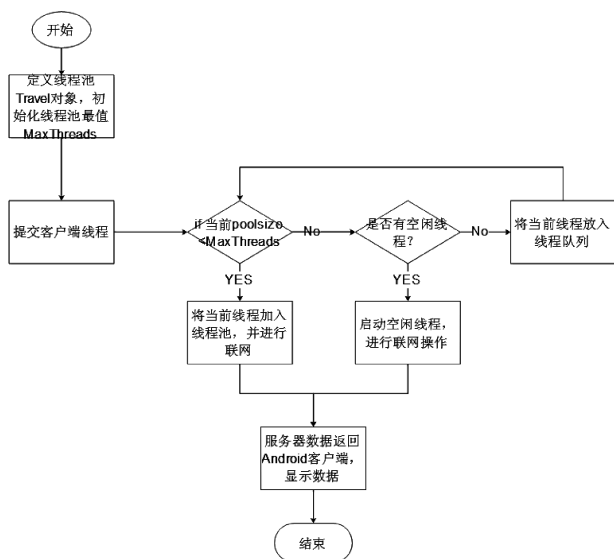 开始
定义线程池
Travel对象，初
始化线程池最值
MaxThreads
提交客户端线程
if 当前poolsize
<MaxThreads
No
是否有空闲线
程？
No
将当前线程放入
线程队列
YES
YES
将当前线程加入
线程池，并进行
联网
启动空闲线程，
进行联网操作
服务器数据返回
Android客户端，
显示数据
结束